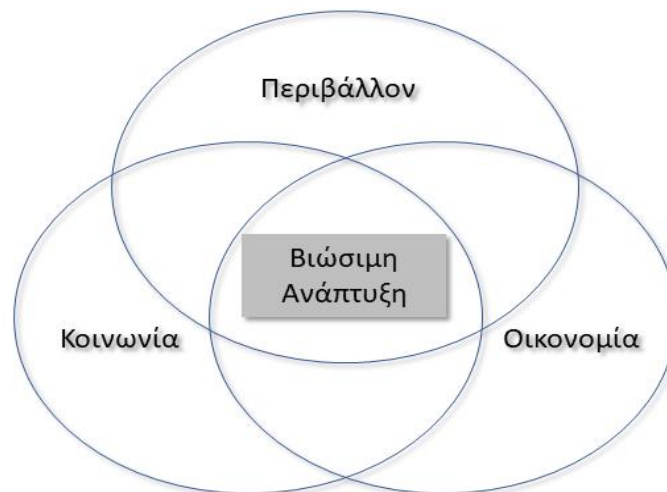 Περιβάλλον
Βιώσιμη
Ανάπτυξη
Κοινωνία
Οικονομία